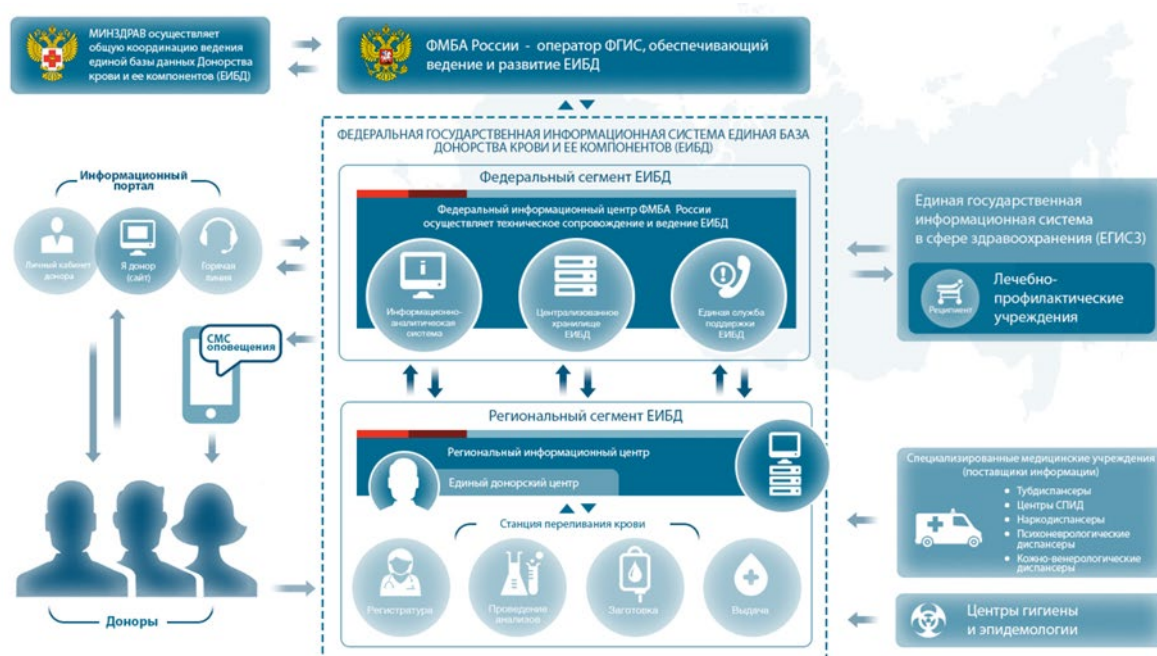 МИНЗДРАВ осуществляет
общую координацию ведения
единой базы данных Донорства
крови и ее компонентов (ЕИБД)
ФМБА России - оператор ФГИС, обеспечивающий
ведение и развитие ЕИБД
ФЕДЕРАЛЬНАЯ ГОСУДАРСТВЕННАЯ ИНФОРМАЦИОННАЯ СИСТЕМА ЕДИНАЯ БАЗА
ДОНОРСТВА КРОВИ И ЕЕ КОМПОНЕНТОВ (ЕИБД)
Информационный
портал
Личный кабинет
донора
Я донор
(сайт)
Горячая
линия
СМС
оповещения
Доноры
Федеральный сегмент ЕИБД
Федеральный информационный центр ФМБА России
осуществляет техническое сопровождение и ведение ЕИБД
Информационно-
аналитическая
система
Централизованное
хранилище
ЕИБД
Единая служба
поддержки
ЕИБД
Региональный сегмент ЕИБД
Региональный информационный центр
Единый донорский центр
Станция переливания крови
Регистратура
Проведение
анализов
Заготовка
Выдача
Единая государственная
информационная система
в сфере здравоохранения (ЕГИСЗ)
Реципиент
Лечебно-
профилактические
учреждения
Специализированные медицинские учреждения
(поставщики информации)
• Тубдиспансеры
• Центры СПИД
• Наркодиспансеры
• Психоневрологические
диспансеры
• Кожно-венерологические
диспансеры
Центры гигиены
и эпидемологии